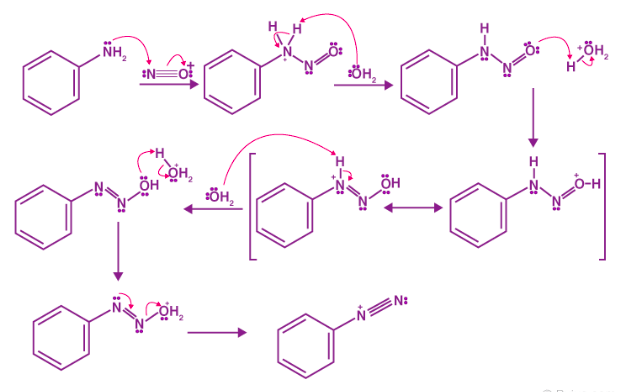 NH₂ :N≡O:⁺ H H N N=O: :OH₂ H N N=O: H ⁺OH₂
N=N OH H OH₂⁺ :OH₂ H ⁺N=N OH H N N=O⁺-H
N=N OH₂⁺ N⁺≡N: